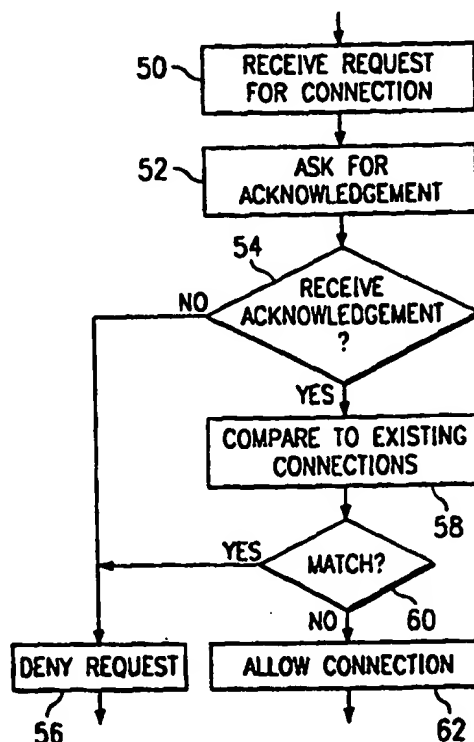 50
RECEIVE REQUEST
FOR CONNECTION
52
ASK FOR
ACKNOWLEDGEMENT
54
NO
RECEIVE
ACKNOWLEDGEMENT
?
YES
COMPARE TO EXISTING
CONNECTIONS
58
YES
MATCH?
60
NO
DENY REQUEST
ALLOW CONNECTION
56
62